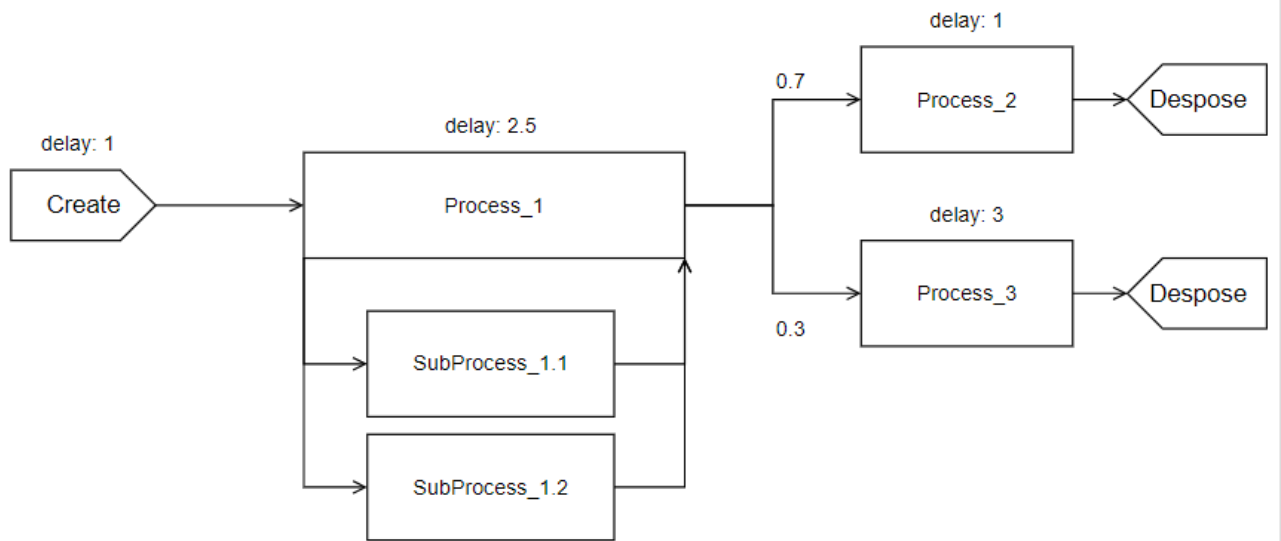 delay: 1
Create
delay: 2.5
Process_1
SubProcess_1.1
SubProcess_1.2
0.7
delay: 1
Process_2
Despose
0.3
delay: 3
Process_3
Despose